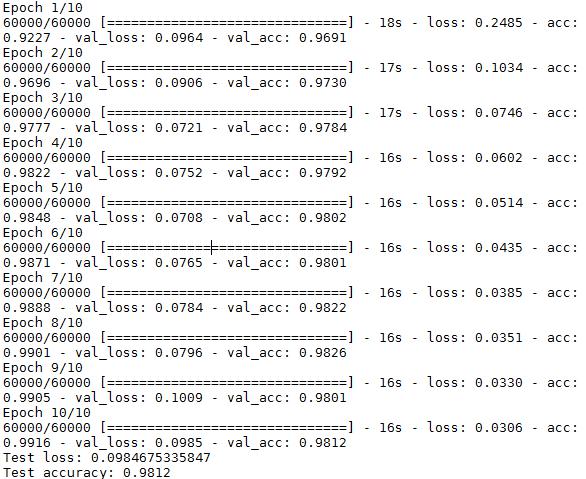 Epoch 1/10
60000/60000 [==============================] - 18s - loss: 0.2485 - acc:
0.9227 - val_loss: 0.0964 - val_acc: 0.9691
Epoch 2/10
60000/60000 [==============================] - 17s - loss: 0.1034 - acc:
0.9696 - val_loss: 0.0906 - val_acc: 0.9730
Epoch 3/10
60000/60000 [==============================] - 17s - loss: 0.0746 - acc:
0.9777 - val_loss: 0.0721 - val_acc: 0.9784
Epoch 4/10
60000/60000 [==============================] - 16s - loss: 0.0602 - acc:
0.9822 - val_loss: 0.0752 - val_acc: 0.9792
Epoch 5/10
60000/60000 [==============================] - 16s - loss: 0.0514 - acc:
0.9848 - val_loss: 0.0708 - val_acc: 0.9802
Epoch 6/10
60000/60000 [==============================] - 16s - loss: 0.0435 - acc:
0.9871 - val_loss: 0.0765 - val_acc: 0.9801
Epoch 7/10
60000/60000 [==============================] - 16s - loss: 0.0385 - acc:
0.9888 - val_loss: 0.0784 - val_acc: 0.9822
Epoch 8/10
60000/60000 [==============================] - 16s - loss: 0.0351 - acc:
0.9901 - val_loss: 0.0796 - val_acc: 0.9826
Epoch 9/10
60000/60000 [==============================] - 16s - loss: 0.0330 - acc:
0.9905 - val_loss: 0.1009 - val_acc: 0.9801
Epoch 10/10
60000/60000 [==============================] - 16s - loss: 0.0306 - acc:
0.9916 - val_loss: 0.0985 - val_acc: 0.9812
Test loss: 0.0984675335847
Test accuracy: 0.9812